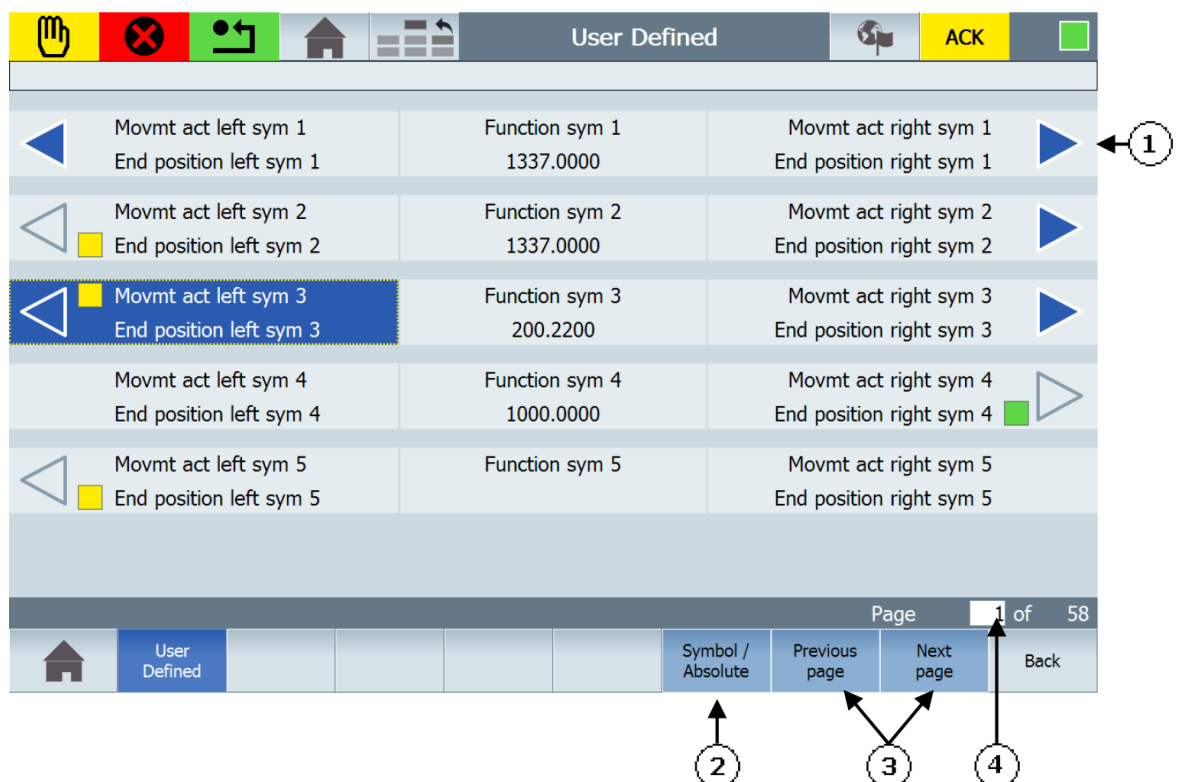 User Defined
ACK
Movmt act left sym 1
Function sym 1
Movmt act right sym 1
End position left sym 1
1337.0000
End position right sym 1
1
Movmt act left sym 2
Function sym 2
Movmt act right sym 2
End position left sym 2
1337.0000
End position right sym 2
Movmt act left sym 3
Function sym 3
Movmt act right sym 3
End position left sym 3
200.2200
End position right sym 3
Movmt act left sym 4
Function sym 4
Movmt act right sym 4
End position left sym 4
1000.0000
End position right sym 4
Movmt act left sym 5
Function sym 5
Movmt act right sym 5
End position left sym 5
End position right sym 5
Page 1 of 58
User
Defined
Symbol /
Absolute
Previous
page
Next
page
Back
2
3
4